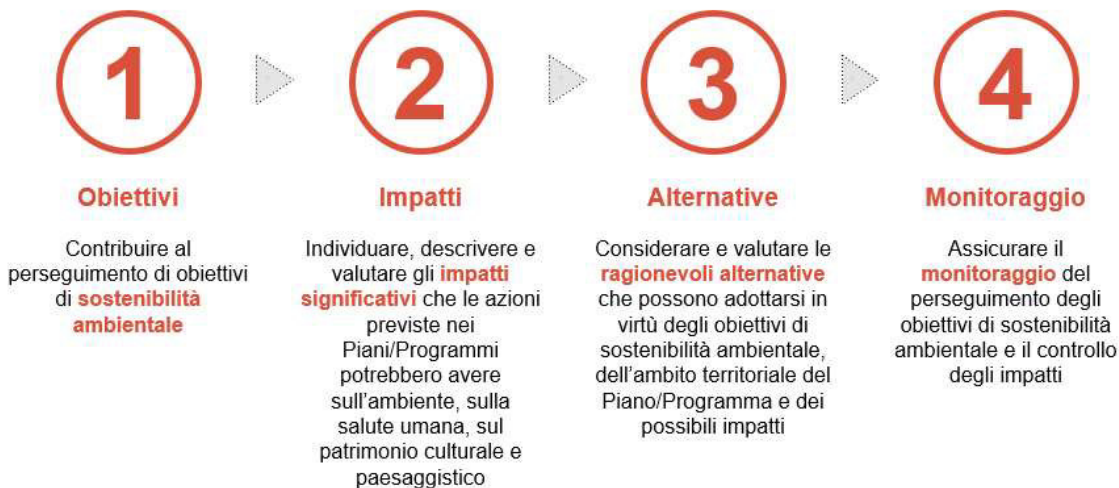 1
2
3
4
Obiettivi
Contribuire al
perseguimento di obiettivi
di sostenibilità
ambientale
Impatti
Individuare, descrivere e
valutare gli impatti
significativi che le azioni
previste nei
Piani/Programmi
potrebbero avere
sull'ambiente, sulla
salute umana, sul
patrimonio culturale e
paesaggistico
Alternative
Considerare e valutare le
ragionevoli alternative
che possono adottarsi in
virtù degli obiettivi di
sostenibilità ambientale,
dell'ambito territoriale del
Piano/Programma e dei
possibili impatti
Monitoraggio
Assicurare il
monitoraggio del
perseguimento degli
obiettivi di sostenibilità
ambientale e il controllo
degli impatti